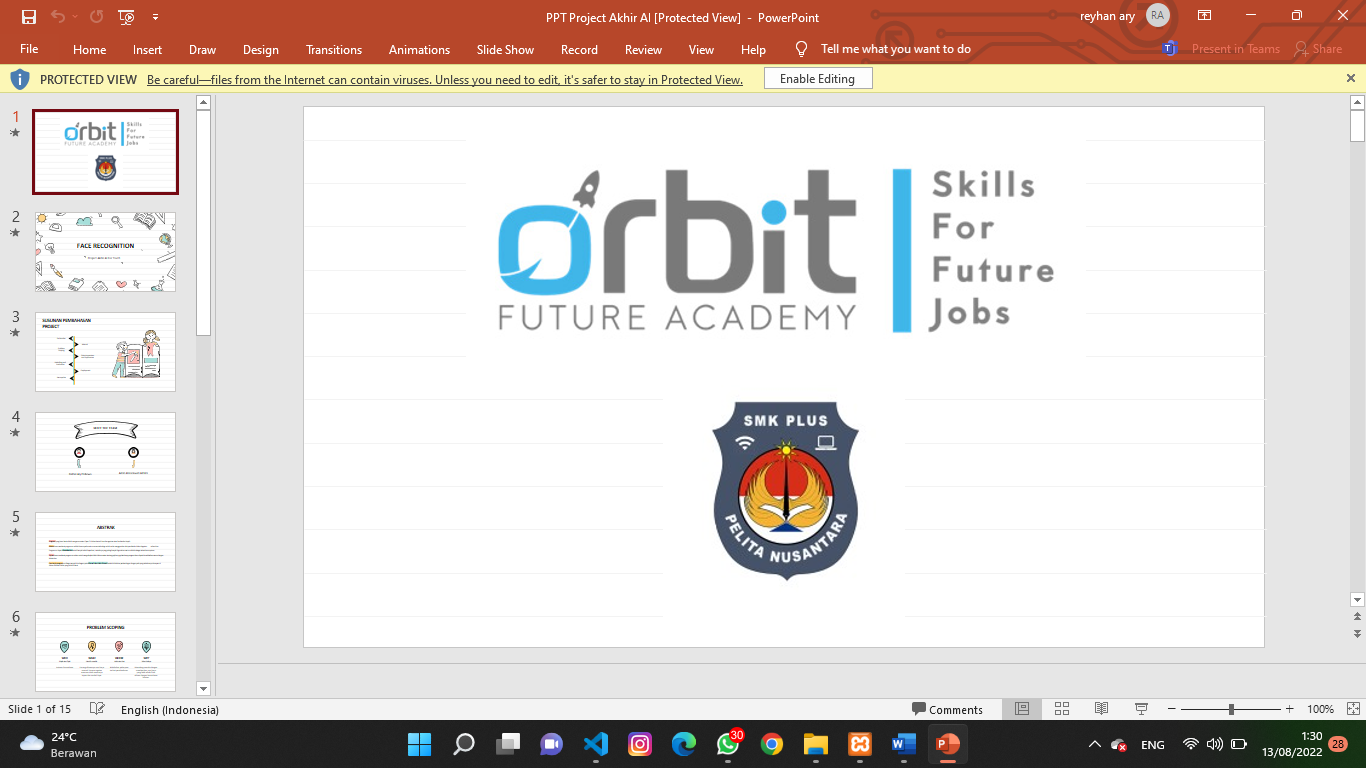 PPT Project Akhir AI [Protected View] - PowerPoint
reyhan ary
RA
File
Home
Insert
Draw
Design
Transitions
Animations
Slide Show
Record
Review
View
Help
Tell me what you want to do
Present in Teams
Share
PROTECTED VIEW Be careful—files from the Internet can contain viruses. Unless you need to edit, it's safer to stay in Protected View.
Enable Editing
1
orbit
FUTURE ACADEMY
Skills
For
Future
Jobs
2
FACE RECOGNITION
3
SUSUNAN PEMBAHASAN
PROJECT
4
5
ABSTRAK
6
PROBLEM SCOPING
orbit
FUTURE ACADEMY
Skills
For
Future
Jobs
SMK PLUS
PELITA NUSANTARA
Slide 1 of 15
English (Indonesia)
Comments
100%
24°C
Berawan
30
ENG
1:30
13/08/2022
28